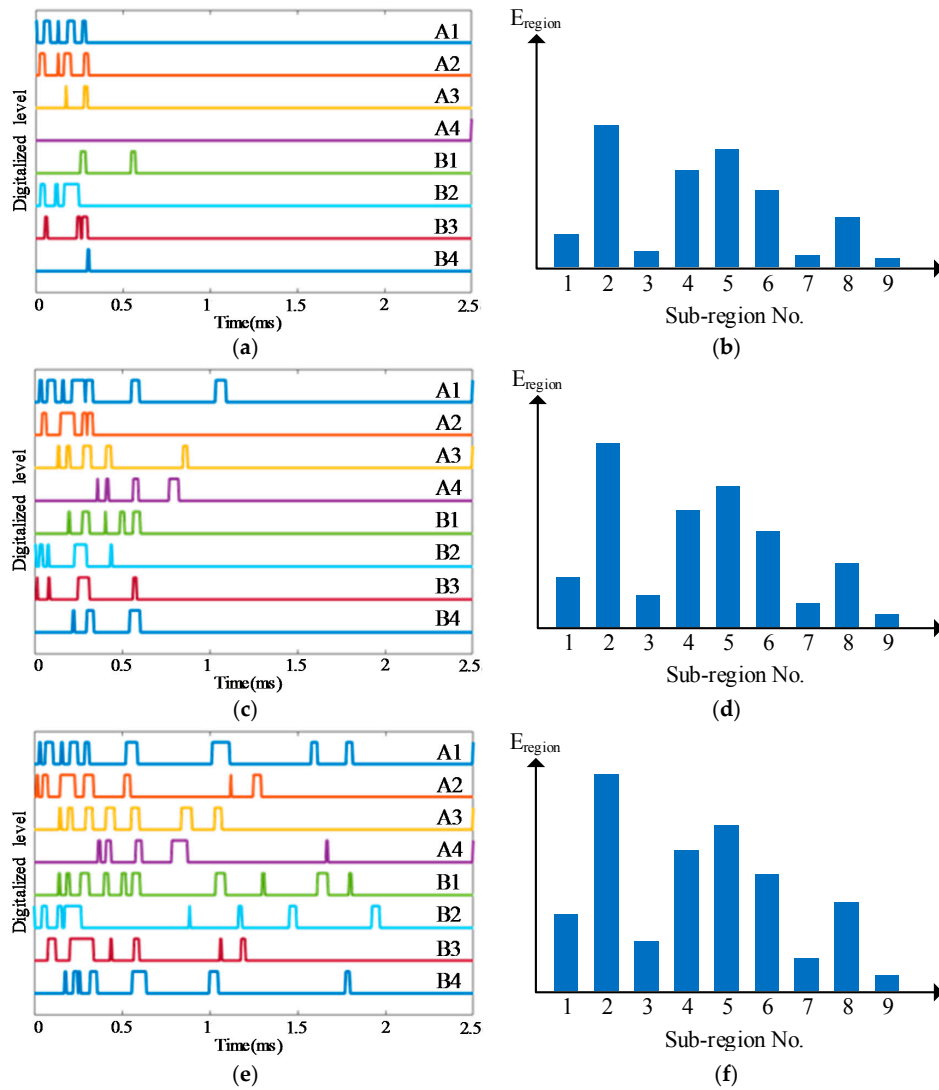 Digitalized level
A1
A2
A3
A4
B1
B2
B3
B4
0 0.5 1 1.5 2 2.5
Time(ms)
(a)
E_region
1 2 3 4 5 6 7 8 9
Sub-region No.
(b)
Digitalized level
A1
A2
A3
A4
B1
B2
B3
B4
0 0.5 1 1.5 2 2.5
Time(ms)
(c)
E_region
1 2 3 4 5 6 7 8 9
Sub-region No.
(d)
Digitalized level
A1
A2
A3
A4
B1
B2
B3
B4
0 0.5 1 1.5 2 2.5
Time(ms)
(e)
E_region
1 2 3 4 5 6 7 8 9
Sub-region No.
(f)